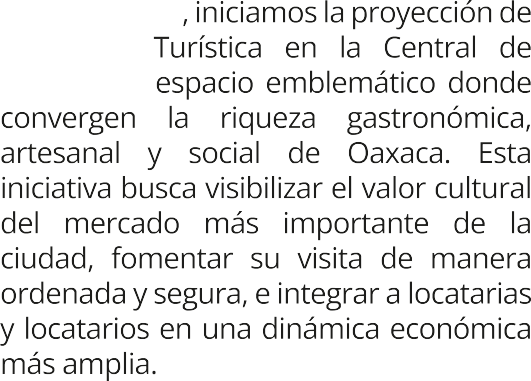 , iniciamos la proyección de
Turística en la Central de
espacio emblemático donde
convergen la riqueza gastronómica,
artesanal y social de Oaxaca. Esta
iniciativa busca visibilizar el valor cultural
del mercado más importante de la
ciudad, fomentar su visita de manera
ordenada y segura, e integrar a locatarias
y locatarios en una dinámica económica
más amplia.